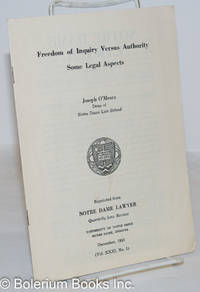 Freedom of Inquiry Versus Authority
Some Legal Aspects
Joseph O'Meara
Dean of
Notre Dame Law School
Reprinted from
NOTRE DAME LAWYER
Quarterly Law Review
UNIVERSITY OF NOTRE DAME
NOTRE DAME, INDIANA
December, 1955
(Vol. XXXI, No. 1)
© Bolerium Books Inc.